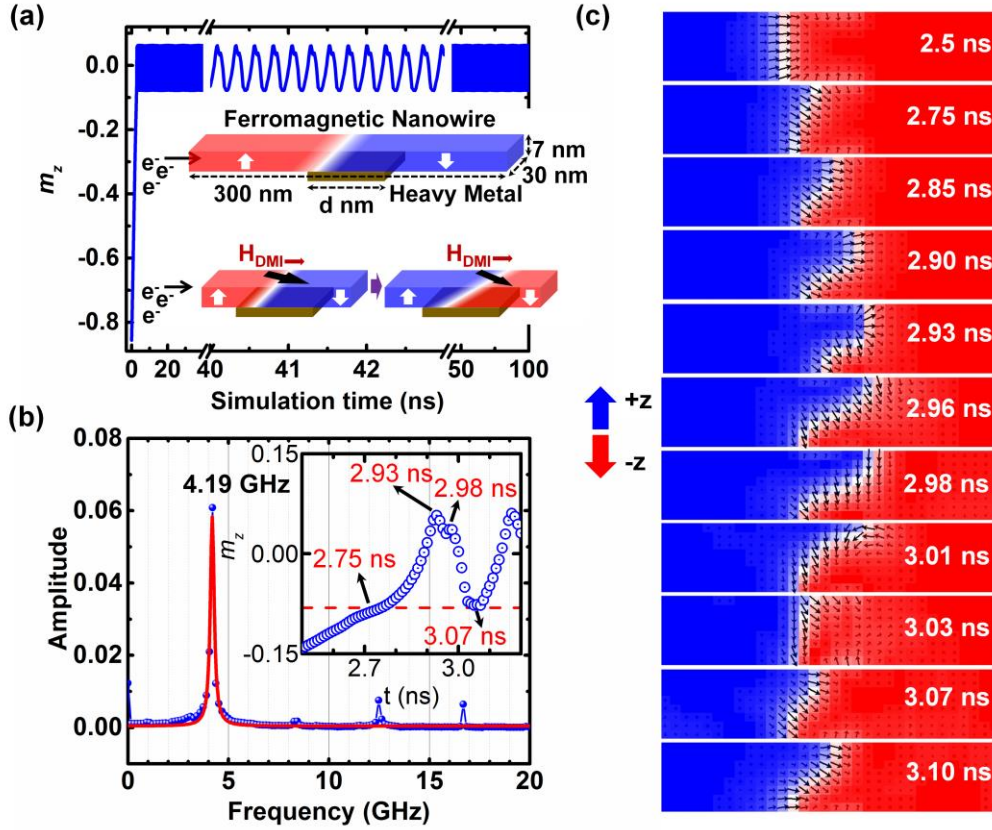 (a)
0.0
-0.2
-0.4
-0.6
-0.8
m_z
Ferromagnetic Nanowire
e⁻ e⁻ e⁻
7 nm
30 nm
300 nm
d nm
Heavy Metal
H_DMI
H_DMI
e⁻ e⁻ e⁻
0 20 40 41 42 50 100
Simulation time (ns)
(b)
0.08
0.06
0.04
0.02
0.00
Amplitude
4.19 GHz
0.15
0.00
-0.15
m_z
2.93 ns
2.98 ns
2.75 ns
3.07 ns
2.7 3.0
t (ns)
0 5 10 15 20
Frequency (GHz)
(c)
+z
-z
2.5 ns
2.75 ns
2.85 ns
2.90 ns
2.93 ns
2.96 ns
2.98 ns
3.01 ns
3.03 ns
3.07 ns
3.10 ns